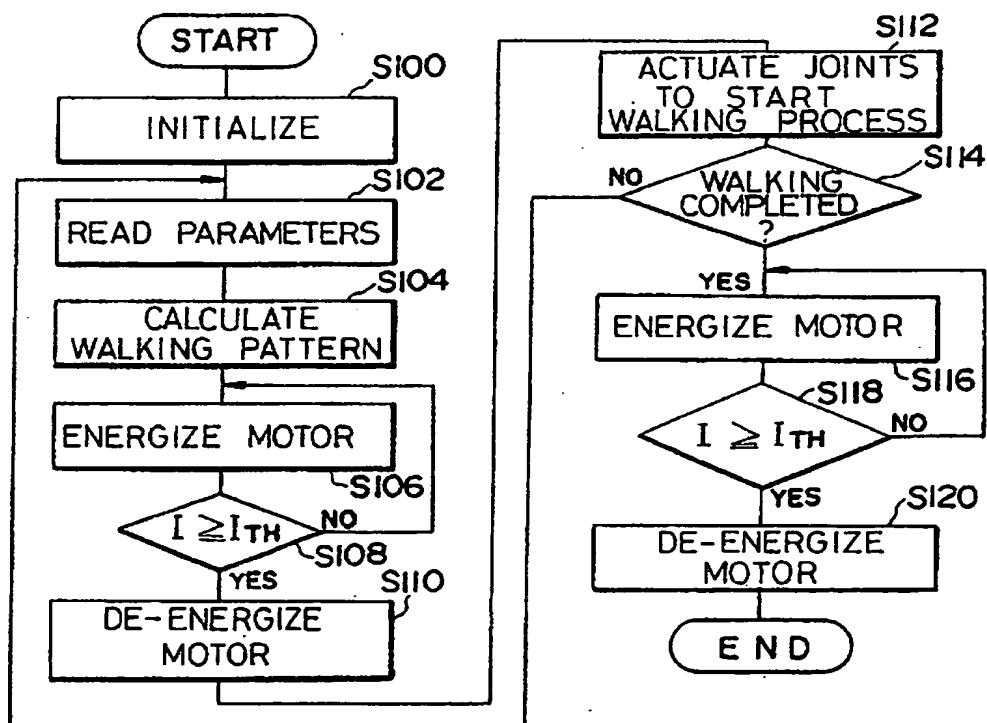 START
S100
INITIALIZE
S102
READ PARAMETERS
S104
CALCULATE
WALKING PATTERN
ENERGIZE MOTOR
S106
I ≧ ITH
NO
S108
YES
S110
DE-ENERGIZE
MOTOR
S112
ACTUATE JOINTS
TO START
WALKING PROCESS
S114
NO
WALKING
COMPLETED
?
YES
ENERGIZE MOTOR
S116
S118
I ≧ ITH
NO
YES
S120
DE-ENERGIZE
MOTOR
END